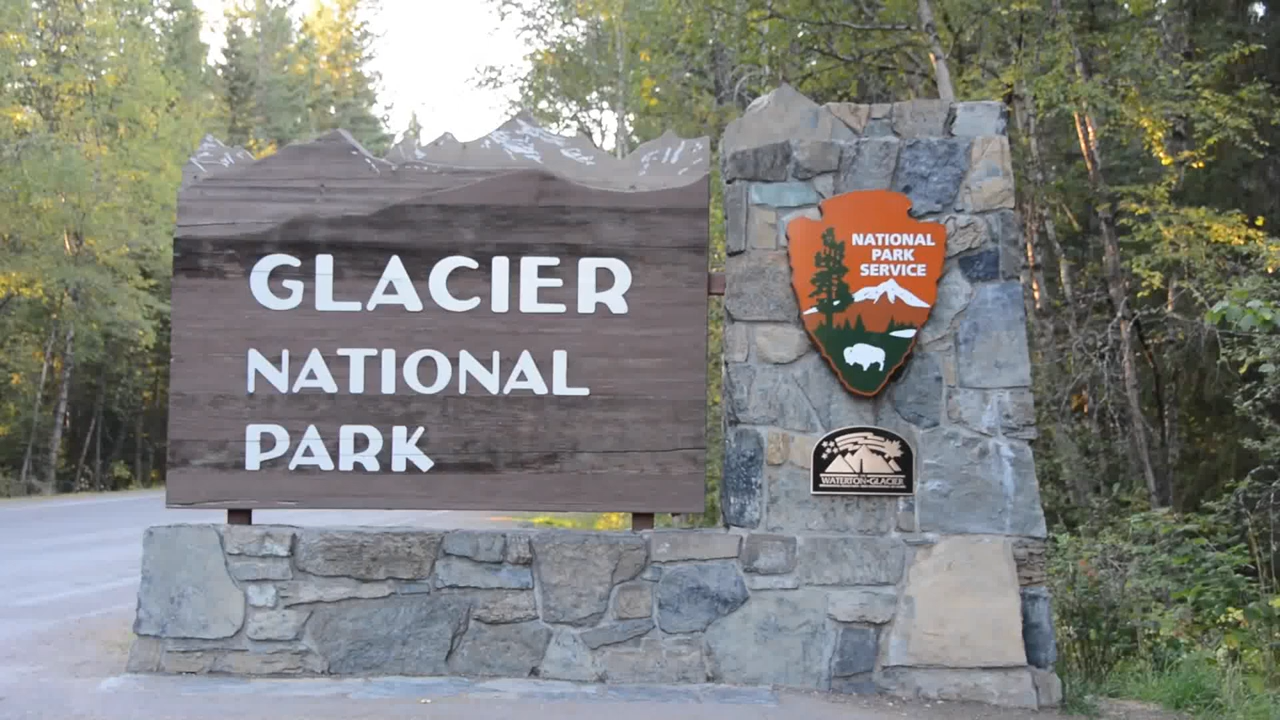 GLACIER
NATIONAL
PARK
NATIONAL
PARK
SERVICE
WATERTON-GLACIER